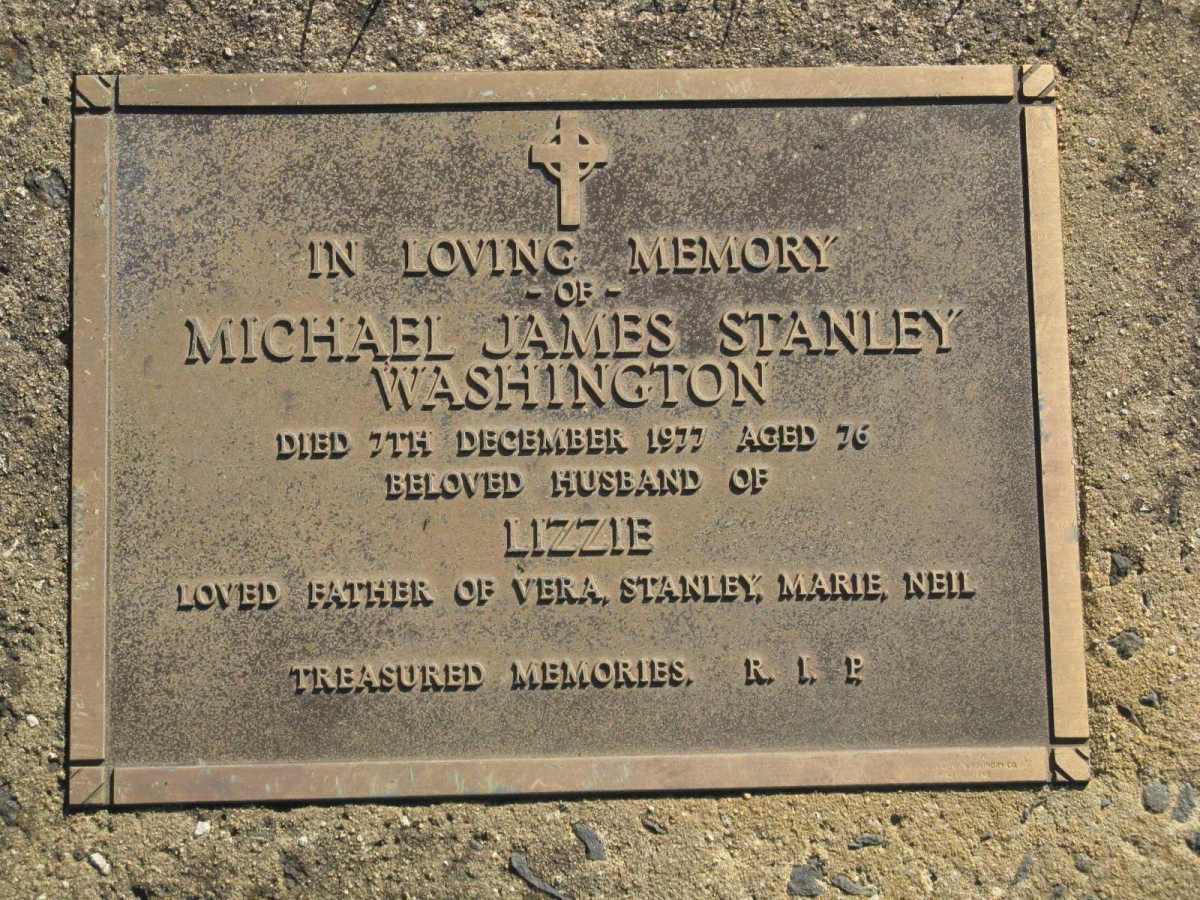 IN LOVING MEMORY
- OF -
MICHAEL JAMES STANLEY
WASHINGTON
DIED 7TH DECEMBER 1977 AGED 76
BELOVED HUSBAND OF
LIZZIE
LOVED FATHER OF VERA, STANLEY, MARIE, NEIL
TREASURED MEMORIES. R. I. P.